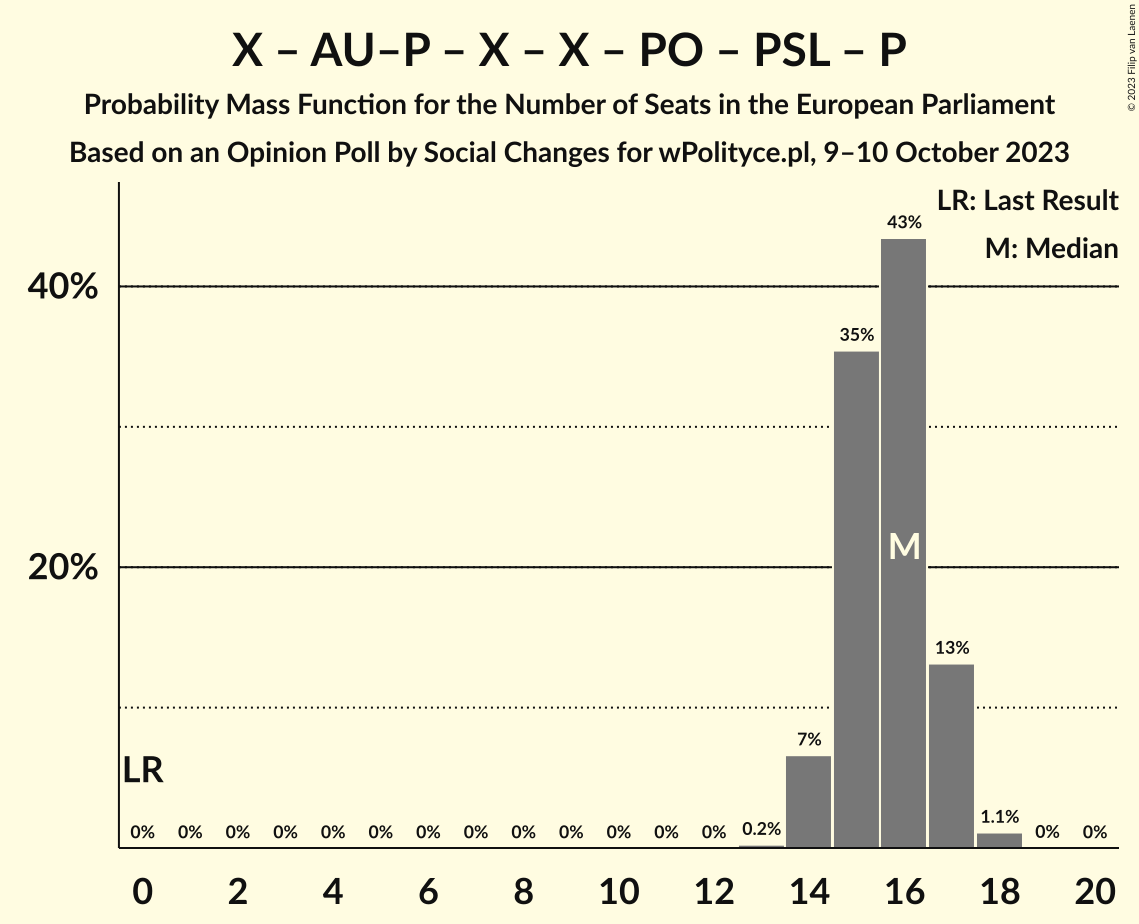 X – AU–P – X – X – PO – PSL – P
Probability Mass Function for the Number of Seats in the European Parliament
Based on an Opinion Poll by Social Changes for wPolityce.pl, 9–10 October 2023
© 2023 Filip van Laenen
LR: Last Result
M: Median
43%
40%
35%
M
20%
13%
7%
LR
0% 0% 0% 0% 0% 0% 0% 0% 0% 0% 0% 0% 0% 0.2% 1.1% 0% 0%
0 2 4 6 8 10 12 14 16 18 20